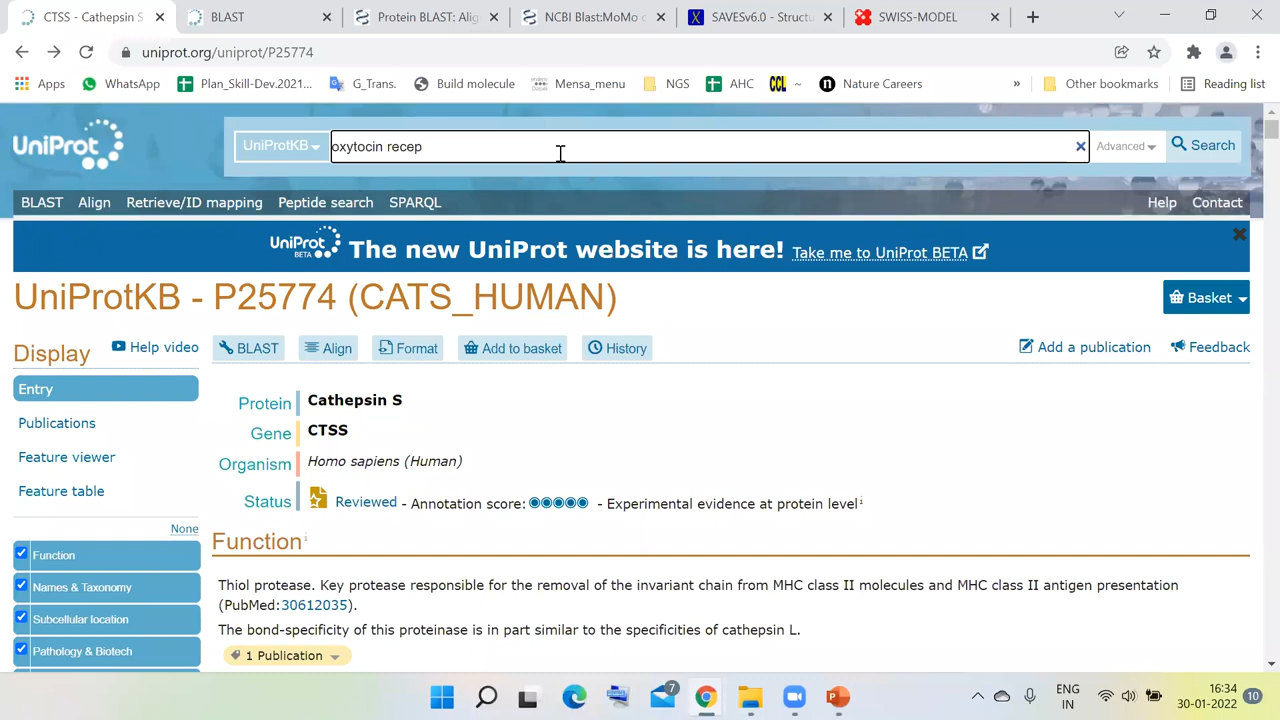 CTSS - Cathepsin S
BLAST
Protein BLAST: Alig
NCBI Blast:MoMo c
SAVESv6.0 - Structu
SWISS-MODEL
uniprot.org/uniprot/P25774
Apps
WhatsApp
Plan_Skill-Dev.2021...
G_Trans.
Build molecule
Mensa_menu
NGS
AHC
CCL ~
Nature Careers
»
Other bookmarks
Reading list
UniProt
UniProtKB
oxytocin recep
Advanced
Search
BLAST Align Retrieve/ID mapping Peptide search SPARQL Help Contact
UniProt BETA The new UniProt website is here! Take me to UniProt BETA
UniProtKB - P25774 (CATS_HUMAN)
Basket
Display
Help video
BLAST
Align
Format
Add to basket
History
Add a publication
Feedback
Entry
Publications
Feature viewer
Feature table
None
Function
Names & Taxonomy
Subcellular location
Pathology & Biotech
Protein Cathepsin S
Gene CTSS
Organism Homo sapiens (Human)
Status Reviewed - Annotation score: - Experimental evidence at protein level i
Function i
Thiol protease. Key protease responsible for the removal of the invariant chain from MHC class II molecules and MHC class II antigen presentation
(PubMed:30612035).
The bond-specificity of this proteinase is in part similar to the specificities of cathepsin L.
1 Publication
7
ENG
IN
16:34
30-01-2022
10